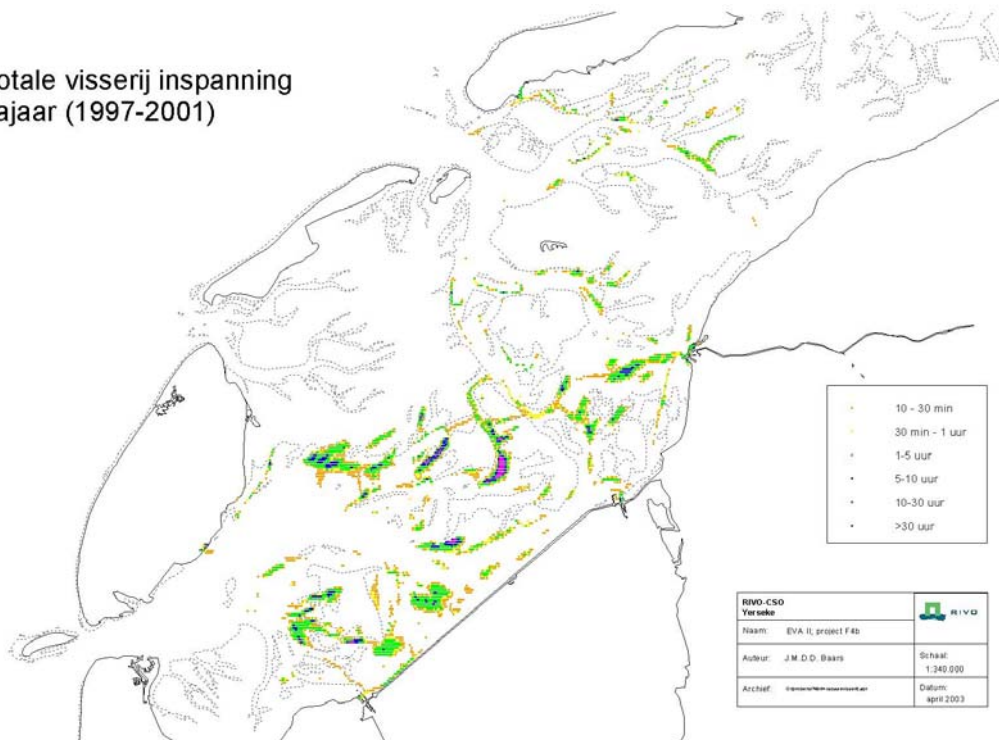 otale visserij inspanning
ajaar (1997-2001)
10 - 30 min
30 min - 1 uur
1-5 uur
5-10 uur
10-30 uur
>30 uur
RIVO-CSO
Yerseke
RIVO
Naam: EVA II, project F4b
Auteur: J.M.D.D. Baars
Schaal:
1:340.000
Archief:
Datum:
april 2003